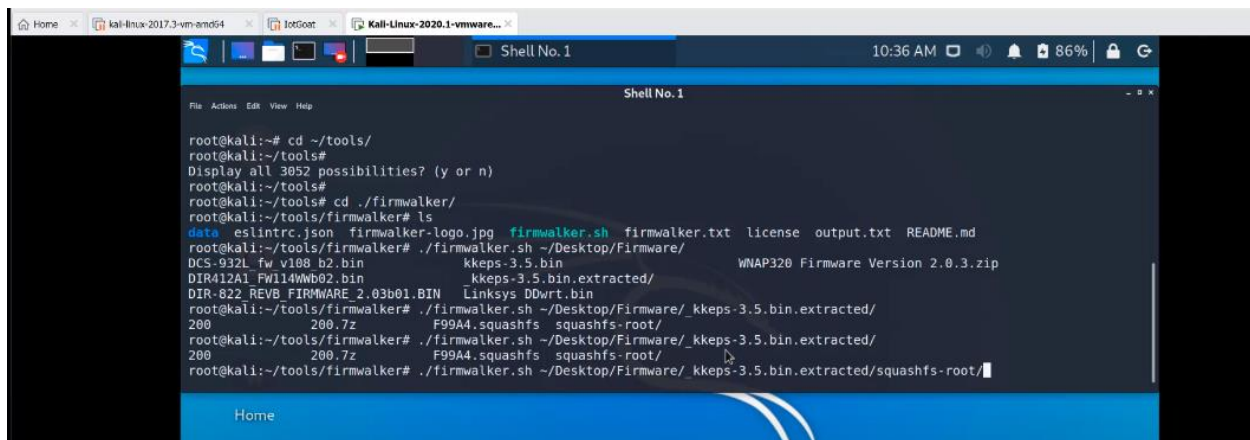 Home kali-linux-2017.3-vm-amd64 IotGoat Kali-Linux-2020.1-vmware...
Shell No. 1 10:36 AM 86%
Shell No. 1
File Actions Edit View Help
root@kali:~# cd ~/tools/
root@kali:~/tools#
Display all 3052 possibilities? (y or n)
root@kali:~/tools#
root@kali:~/tools# cd ./firmwalker/
root@kali:~/tools/firmwalker# ls
data eslintrc.json firmwalker-logo.jpg firmwalker.sh firmwalker.txt license output.txt README.md
root@kali:~/tools/firmwalker# ./firmwalker.sh ~/Desktop/Firmware/
DCS-932L_fw_v108_b2.bin kkeps-3.5.bin WNAP320 Firmware Version 2.0.3.zip
DIR412A1_FW114WWb02.bin _kkeps-3.5.bin.extracted/
DIR-822_REVB_FIRMWARE_2.03b01.BIN Linksys DDwrt.bin
root@kali:~/tools/firmwalker# ./firmwalker.sh ~/Desktop/Firmware/_kkeps-3.5.bin.extracted/
200 200.7z F99A4.squashfs squashfs-root/
root@kali:~/tools/firmwalker# ./firmwalker.sh ~/Desktop/Firmware/_kkeps-3.5.bin.extracted/
200 200.7z F99A4.squashfs squashfs-root/
root@kali:~/tools/firmwalker# ./firmwalker.sh ~/Desktop/Firmware/_kkeps-3.5.bin.extracted/squashfs-root/
Home